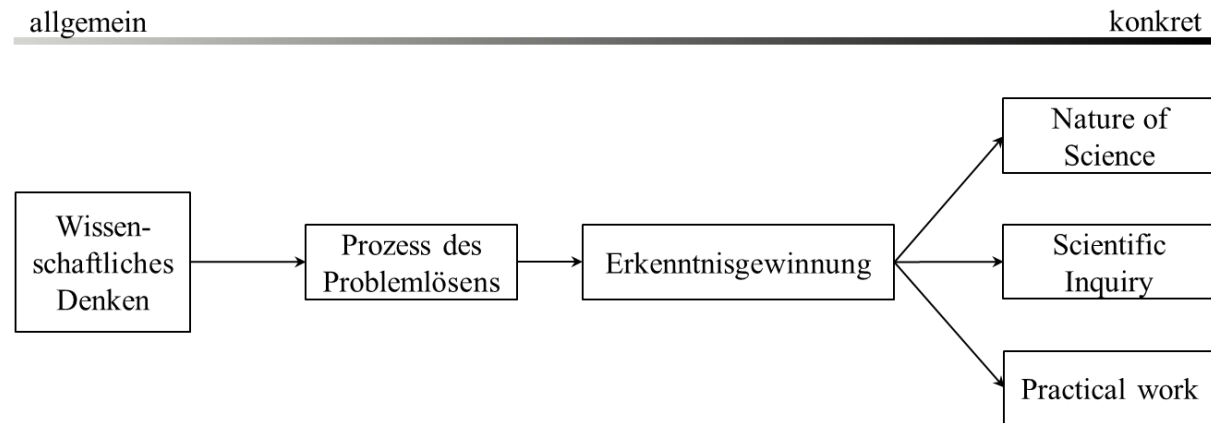 allgemein
konkret
Nature of
Science
Wissen-
schaftliches
Denken
Prozess des
Problemlösens
Erkenntnisgewinnung
Scientific
Inquiry
Practical work